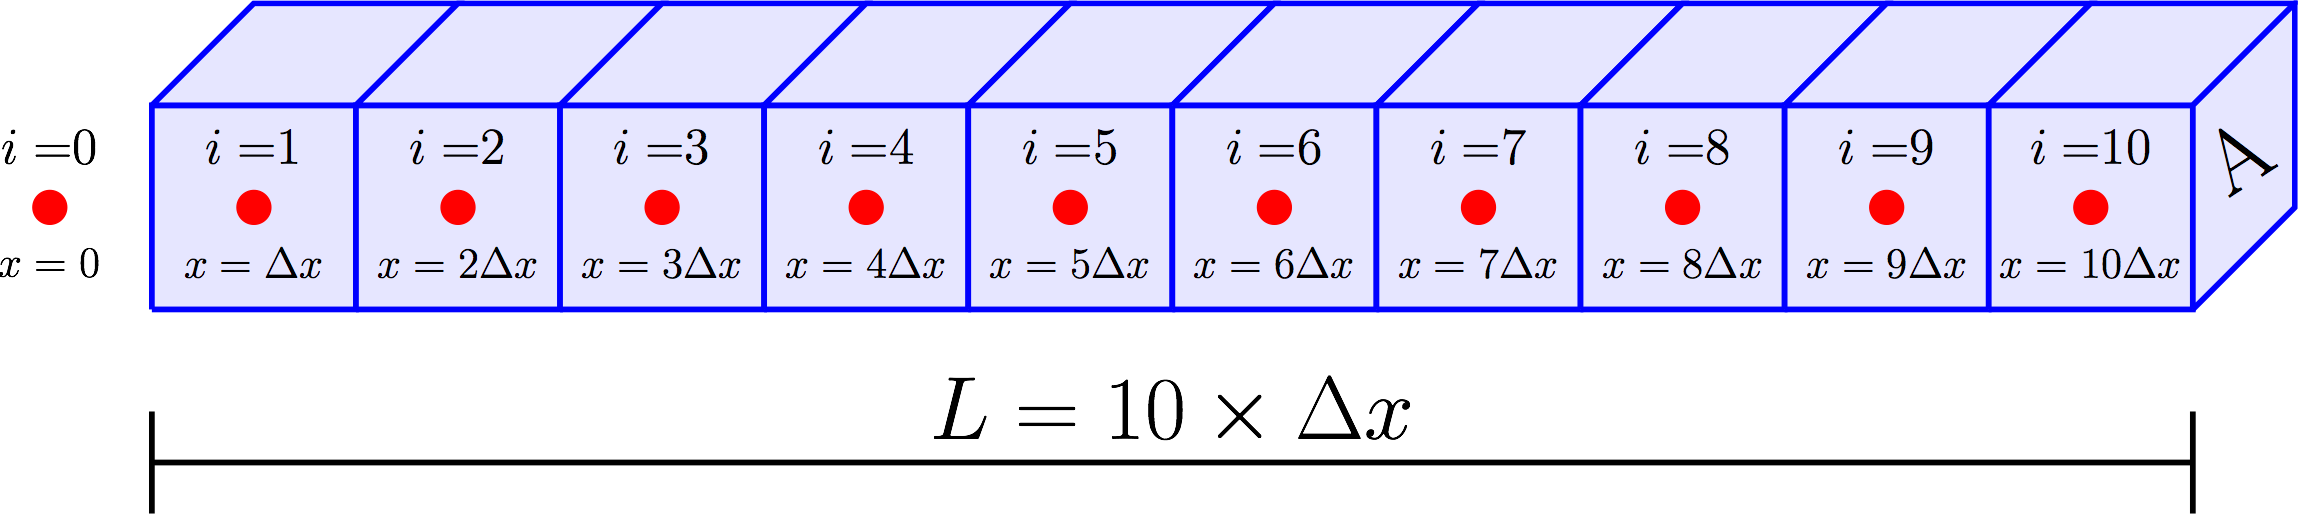 i =0 i =1 i =2 i =3 i =4 i =5 i =6 i =7 i =8 i =9 i =10 A
x = 0 x = Δx x = 2Δx x = 3Δx x = 4Δx x = 5Δx x = 6Δx x = 7Δx x = 8Δx x = 9Δx x = 10Δx
L = 10 × Δx